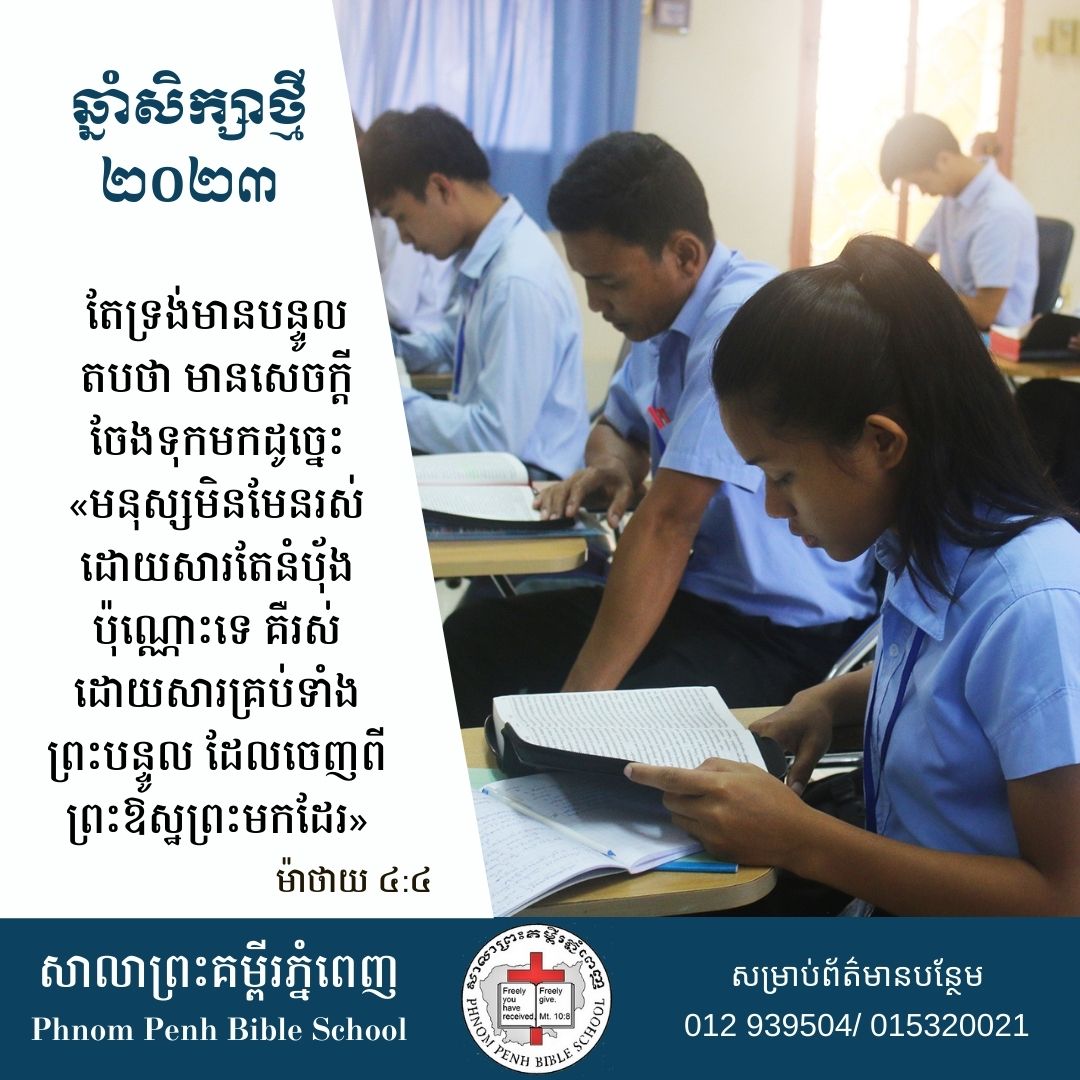 ឆ្នាំសិក្សាថ្មី
២០២៣
តែទ្រង់មានបន្ទូល
តបថា មានសេចក្ដី
ចែងទុកមកដូច្នេះ
«មនុស្សមិនមែនរស់
ដោយសារតែនំបុ័ង
ប៉ុណ្ណោះទេ គឺរស់
ដោយសារគ្រប់ទាំង
ព្រះបន្ទូល ដែលចេញពី
ព្រះឱស្ឋព្រះមកដែរ»
ម៉ាថាយ ៤:៤
សាលាព្រះគម្ពីរភ្នំពេញ
Phnom Penh Bible School
សាលាព្រះគម្ពីរភ្នំពេញ
Freely you have received,
Freely give,
Mt. 10:8
PHNOM PENH BIBLE SCHOOL
សម្រាប់ព័ត៌មានបន្ថែម
012 939504/ 015320021